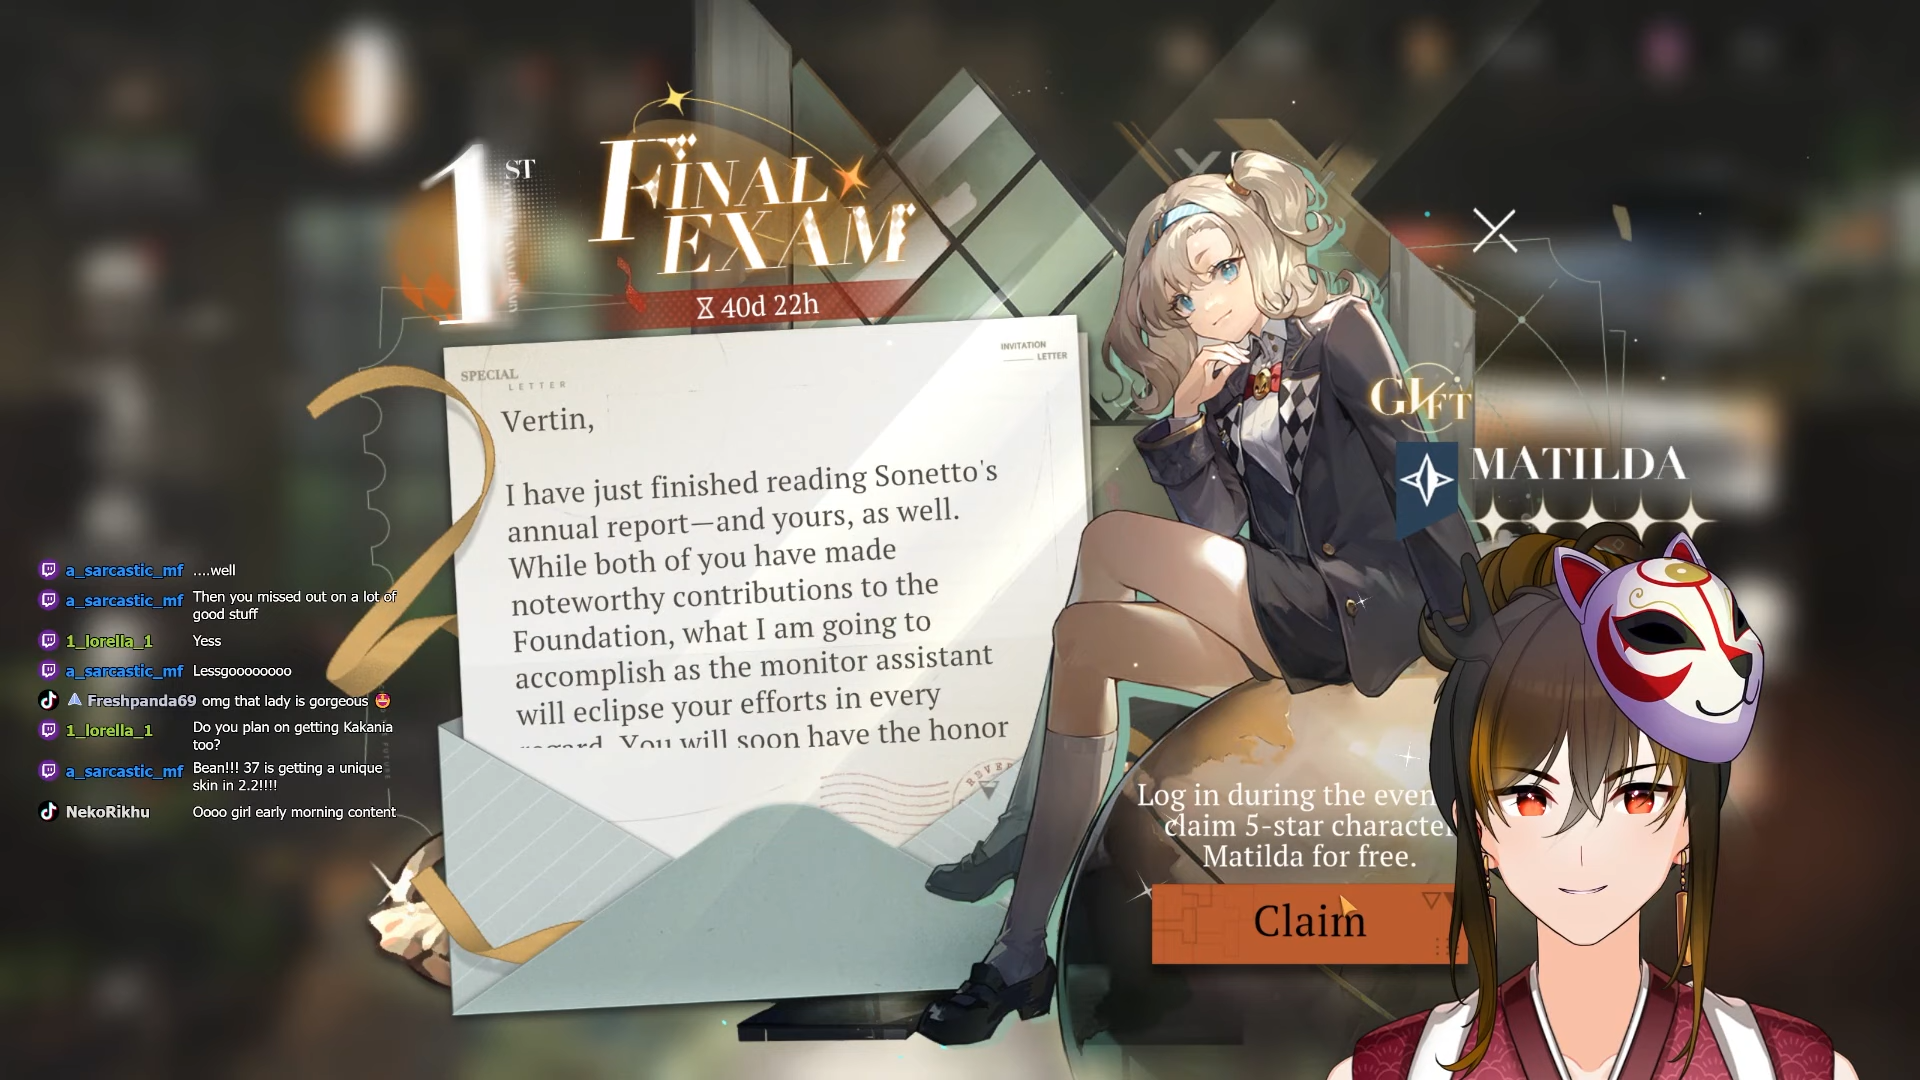 1ST
FINAL
EXAM
40d 22h
SPECIAL
LETTER
INVITATION
LETTER
Vertin,
I have just finished reading Sonetto's
annual report—and yours, as well.
While both of you have made
noteworthy contributions to the
Foundation, what I am going to
accomplish as the monitor assistant
will eclipse your efforts in every
regard. You will soon have the honor
GIFT
MATILDA
Log in during the even
claim 5-star character
Matilda for free.
Claim
a_sarcastic_mf ....well
a_sarcastic_mf Then you missed out on a lot of
good stuff
1_lorella_1 Yess
a_sarcastic_mf Lessgoooooooo
Freshpanda69 omg that lady is gorgeous 🤩
1_lorella_1 Do you plan on getting Kakania
too?
a_sarcastic_mf Bean!!! 37 is getting a unique
skin in 2.2!!!!
NekoRikhu Oooo girl early morning content